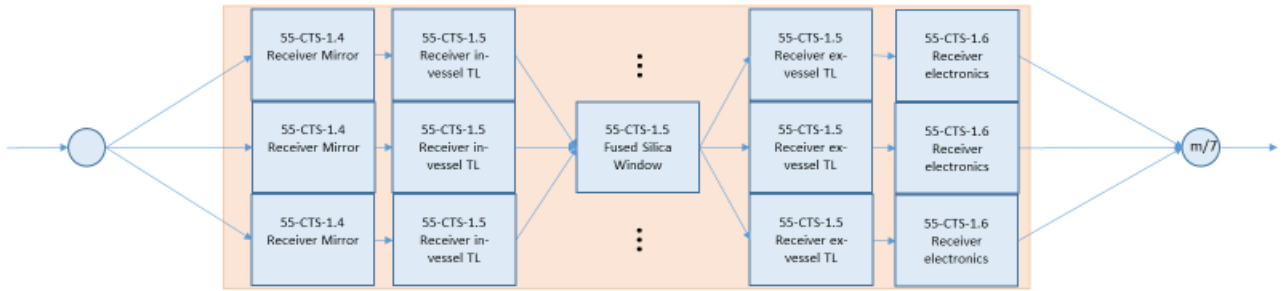 55-CTS-1.4
Receiver Mirror
55-CTS-1.5
Receiver in-
vessel TL
55-CTS-1.5
Receiver ex-
vessel TL
55-CTS-1.6
Receiver
electronics
55-CTS-1.4
Receiver Mirror
55-CTS-1.5
Receiver in-
vessel TL
55-CTS-1.5
Fused Silica
Window
55-CTS-1.5
Receiver ex-
vessel TL
55-CTS-1.6
Receiver
electronics
m/7
55-CTS-1.4
Receiver Mirror
55-CTS-1.5
Receiver in-
vessel TL
55-CTS-1.5
Receiver ex-
vessel TL
55-CTS-1.6
Receiver
electronics